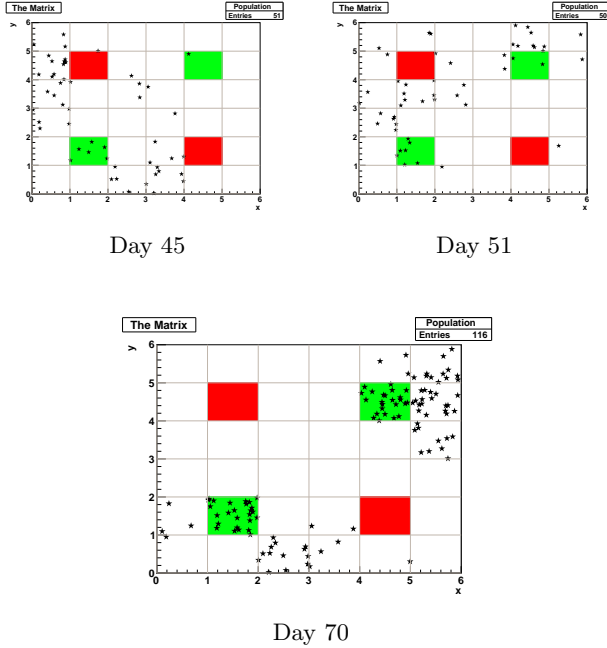 The Matrix
Population
Entries 51
y
6
5
4
3
2
1
0
0 1 2 3 4 5 6
x
Day 45
The Matrix
Population
Entries 50
y
6
5
4
3
2
1
0
0 1 2 3 4 5 6
x
Day 51
The Matrix
Population
Entries 116
y
6
5
4
3
2
1
0
0 1 2 3 4 5 6
x
Day 70